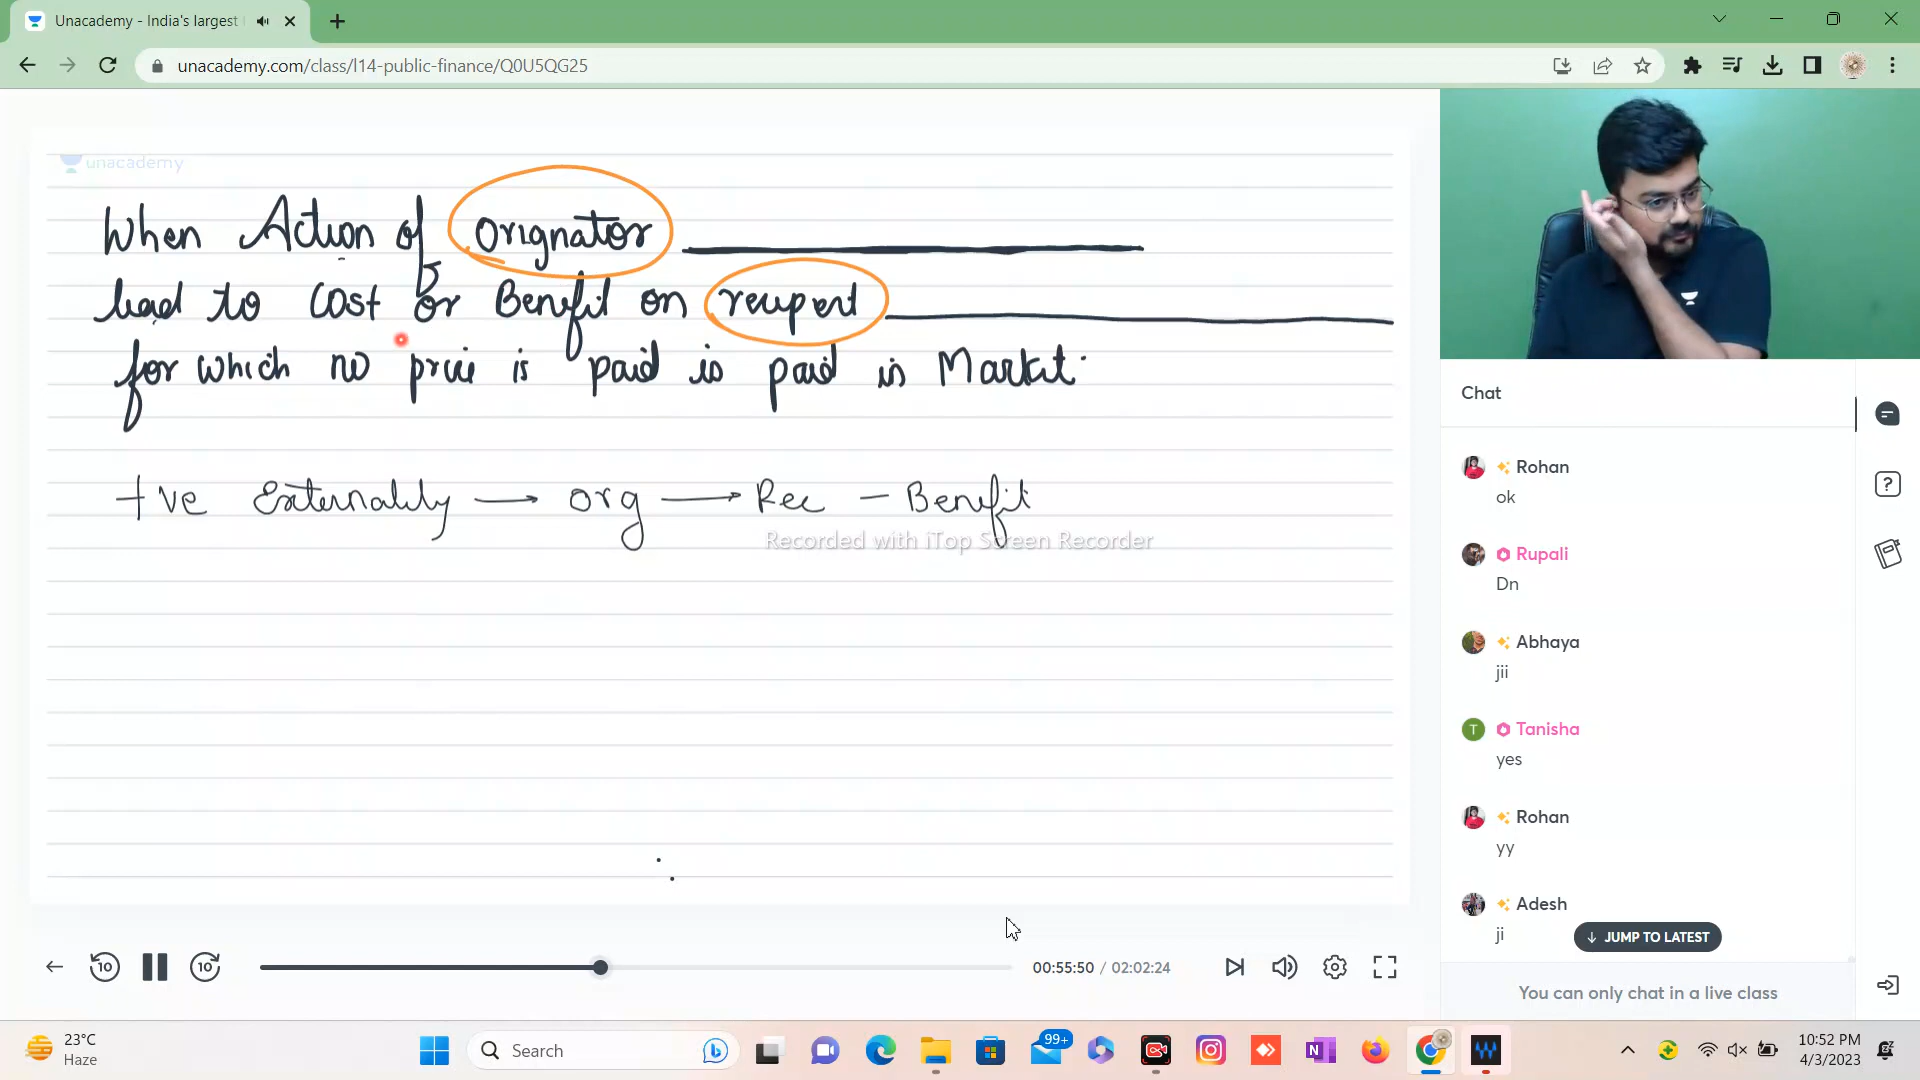 Unacademy - India's largest
unacademy.com/class/l14-public-finance/Q0U5QG25
unacademy
When Action of Orignator
lead to Cost or Benefit on
for which no price is paid is paid in Market.
+ve Externality → Org → Rec - Benefit
Recorded with iTop Screen Recorder
10
10
00:55:50 / 02:02:24
Chat
Rohan
ok
Rupali
Dn
Abhaya
jii
T Tanisha
yes
Rohan
yy
Adesh
ji
↓ JUMP TO LATEST
You can only chat in a live class
23°C
Haze
Search
99+
10:52 PM
4/3/2023